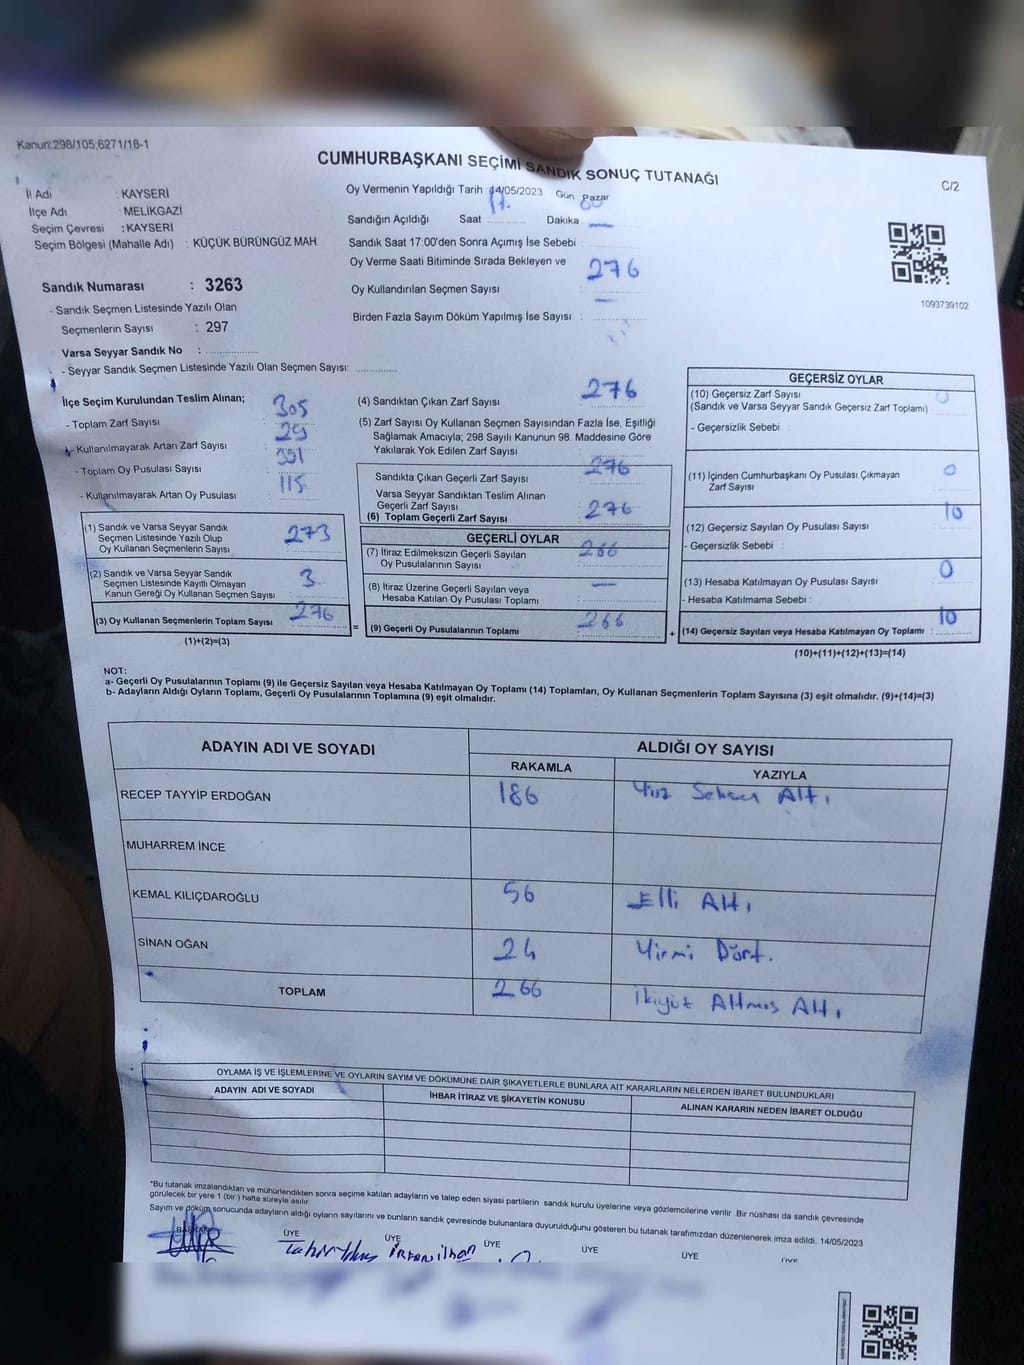 Kanun:298/105,6271/18-1
CUMHURBAŞKANI SEÇİMİ SANDIK SONUÇ TUTANAĞI
C/2
İl Adı : KAYSERİ
İlçe Adı : MELİKGAZİ
Seçim Çevresi : KAYSERİ
Seçim Bölgesi (Mahalle Adı) : KÜÇÜK BÜRÜNGÜZ MAH.
Sandık Numarası : 3263
- Sandık Seçmen Listesinde Yazılı Olan
Seçmenlerin Sayısı : 297
Varsa Seyyar Sandık No :
- Seyyar Sandık Seçmen Listesinde Yazılı Olan Seçmen Sayısı:
Oy Vermenin Yapıldığı Tarih : 14/05/2023 Gün Pazar
Sandığın Açıldığı Saat 17. Dakika 00
Sandık Saat 17:00'den Sonra Açımış İse Sebebi :
Oy Verme Saati Bitiminde Sırada Bekleyen ve
Oy Kullandırılan Seçmen Sayısı : 276
Birden Fazla Sayım Döküm Yapılmış İse Sayısı :
1093739102
İlçe Seçim Kurulundan Teslim Alınan;
- Toplam Zarf Sayısı : 305
- Kullanılmayarak Artan Zarf Sayısı : 29
- Toplam Oy Pusulası Sayısı : 391
- Kullanılmayarak Artan Oy Pusulası : 115
(1) Sandık ve Varsa Seyyar Sandık
Seçmen Listesinde Yazılı Olup
Oy Kullanan Seçmenlerin Sayısı : 273
(2) Sandık ve Varsa Seyyar Sandık
Seçmen Listesinde Kayıtlı Olmayan
Kanun Gereği Oy Kullanan Seçmen Sayısı : 3
(3) Oy Kullanan Seçmenlerin Toplam Sayısı : 276
(1)+(2)=(3)
(4) Sandıktan Çıkan Zarf Sayısı : 276
(5) Zarf Sayısı Oy Kullanan Seçmen Sayısından Fazla İse, Eşitliği
Sağlamak Amacıyla; 298 Sayılı Kanunun 98. Maddesine Göre
Yakılarak Yok Edilen Zarf Sayısı :
Sandıkta Çıkan Geçerli Zarf Sayısı : 276
Varsa Seyyar Sandıktan Teslim Alınan
Geçerli Zarf Sayısı :
(6) Toplam Geçerli Zarf Sayısı : 276
GEÇERLİ OYLAR
(7) İtiraz Edilmeksizin Geçerli Sayılan
Oy Pusulalarının Sayısı : 266
(8) İtiraz Üzerine Geçerli Sayılan veya
Hesaba Katılan Oy Pusulası Toplamı : —
= (9) Geçerli Oy Pusulalarının Toplamı : 266
GEÇERSİZ OYLAR
(10) Geçersiz Zarf Sayısı : 0
(Sandık ve Varsa Seyyar Sandık Geçersiz Zarf Toplamı)
- Geçersizlik Sebebi :
(11) İçinden Cumhurbaşkanı Oy Pusulası Çıkmayan
Zarf Sayısı : 0
(12) Geçersiz Sayılan Oy Pusulası Sayısı : 10
- Geçersizlik Sebebi :
(13) Hesaba Katılmayan Oy Pusulası Sayısı : 0
- Hesaba Katılmama Sebebi :
+ (14) Geçersiz Sayılan veya Hesaba Katılmayan Oy Toplamı : 10
(10)+(11)+(12)+(13)=(14)
NOT:
a- Geçerli Oy Pusulalarının Toplamı (9) ile Geçersiz Sayılan veya Hesaba Katılmayan Oy Toplamı (14) Toplamları, Oy Kullanan Seçmenlerin Toplam Sayısına (3) eşit olmalıdır. (9)+(14)=(3)
b- Adayların Aldığı Oyların Toplamı, Geçerli Oy Pusulalarının Toplamına (9) eşit olmalıdır.
ADAYIN ADI VE SOYADI ALDIĞI OY SAYISI
RAKAMLA YAZIYLA
RECEP TAYYİP ERDOĞAN 186 Yüz Seksen Altı
MUHARREM İNCE
KEMAL KILIÇDAROĞLU 56 Elli Altı
SİNAN OĞAN 24 Yirmi Dört.
TOPLAM 266 İkiyüz Altmış Altı
OYLAMA İŞ VE İŞLEMLERİNE VE OYLARIN SAYIM VE DÖKÜMÜNE DAİR ŞİKAYETLERLE BUNLARA AİT KARARLARIN NELERDEN İBARET BULUNDUKLARI
ADAYIN ADI VE SOYADI İHBAR İTİRAZ VE ŞİKAYETİN KONUSU ALINAN KARARIN NEDEN İBARET OLDUĞU
*Bu tutanak imzalandıktan ve mühürlendikten sonra seçime katılan adayların ve talep eden siyasi partilerin sandık kurulu üyelerine veya gözlemcilerine verilir. Bir nüshası da sandık çevresinde
görülecek bir yere 1 (bir ) hafta süreyle asılır.
Sayım ve döküm sonucunda adayların aldığı oyların sayılarını ve bunların sandık çevresinde bulunanlara duyurulduğunu gösteren bu tutanak tarafımızdan düzenlenerek imza edildi. 14/05/2023
BAŞKAN ÜYE ÜYE ÜYE ÜYE ÜYE ÜYE
İrfan ilhan